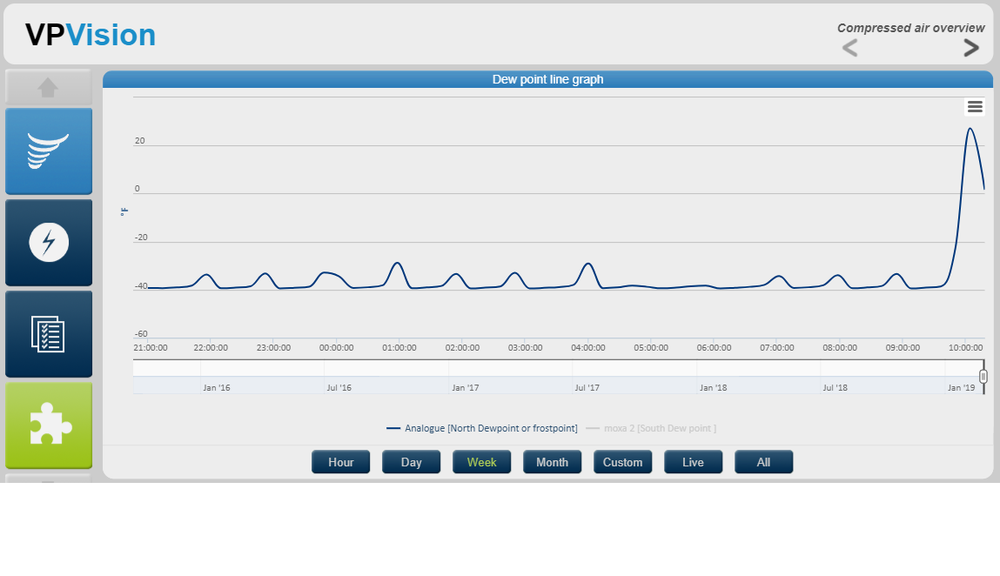 VPVision
Compressed air overview
Dew point line graph
20
0
-20
-40
-60
°F
21:00:00 22:00:00 23:00:00 00:00:00 01:00:00 02:00:00 03:00:00 04:00:00 05:00:00 06:00:00 07:00:00 08:00:00 09:00:00 10:00:00
Jan '16 Jul '16 Jan '17 Jul '17 Jan '18 Jul '18 Jan '19
Analogue [North Dewpoint or frostpoint] moxa 2 [South Dew point ]
Hour Day Week Month Custom Live All